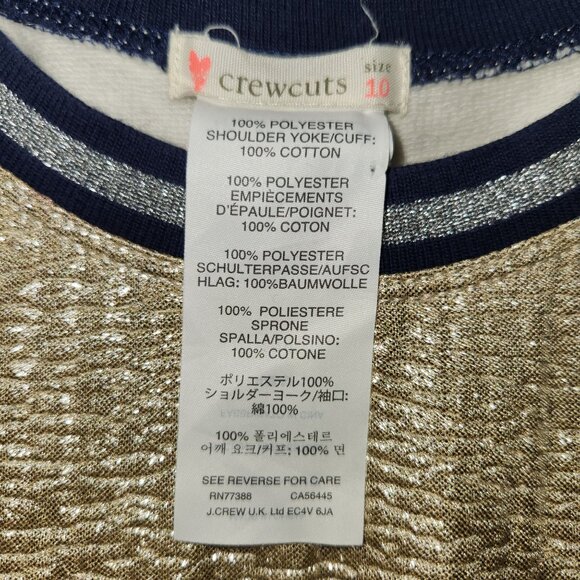 crewcuts
size
10
100% POLYESTER
SHOULDER YOKE/CUFF:
100% COTTON
100% POLYESTER
EMPIÈCEMENTS
D'ÉPAULE/POIGNET:
100% COTON
100% POLYESTER
SCHULTERPASSE/AUFSC
HLAG: 100%BAUMWOLLE
100% POLIESTERE
SPRONE
SPALLA/POLSINO:
100% COTONE
ポリエステル100%
ショルダーヨーク/袖口:
綿100%
100% 폴리에스테르
어깨 요크/커프: 100% 면
SEE REVERSE FOR CARE
RN77388 CA56445
J.CREW U.K. Ltd EC4V 6JA